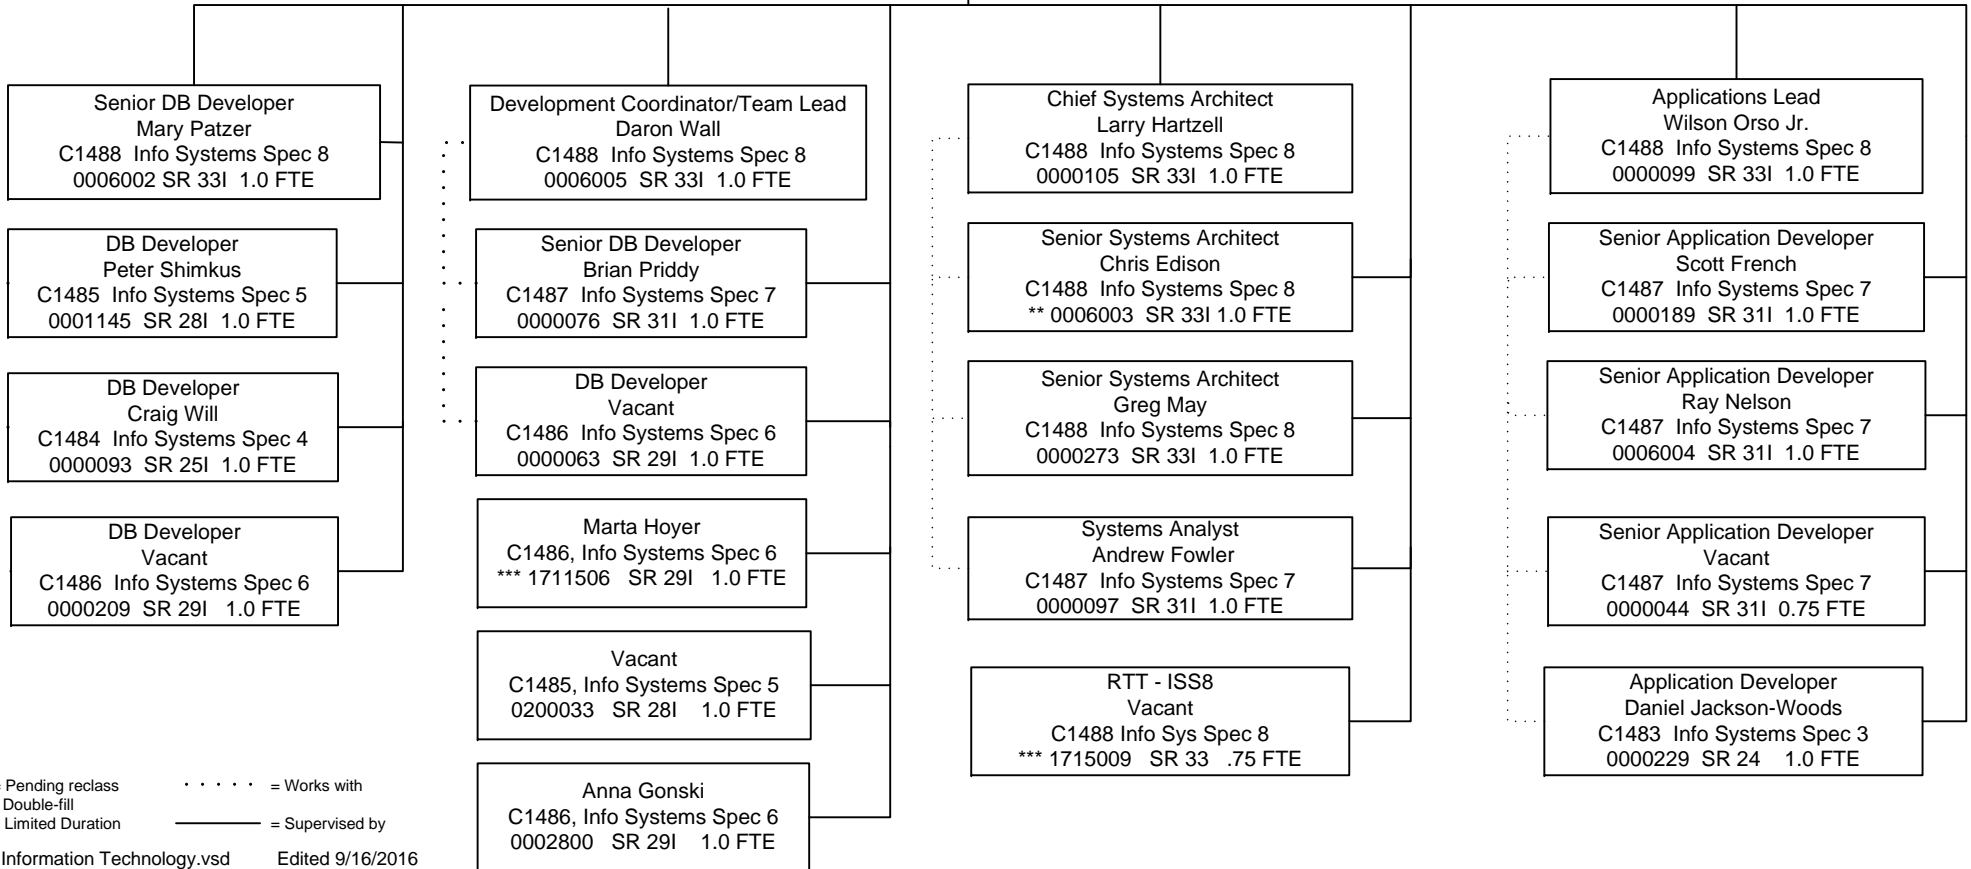 Senior DB Developer
Mary Patzer
C1488 Info Systems Spec 8
0006002 SR 33I 1.0 FTE
DB Developer
Peter Shimkus
C1485 Info Systems Spec 5
0001145 SR 28I 1.0 FTE
DB Developer
Craig Will
C1484 Info Systems Spec 4
0000093 SR 25I 1.0 FTE
DB Developer
Vacant
C1486 Info Systems Spec 6
0000209 SR 29I 1.0 FTE
Development Coordinator/Team Lead
Daron Wall
C1488 Info Systems Spec 8
0006005 SR 33I 1.0 FTE
Senior DB Developer
Brian Priddy
C1487 Info Systems Spec 7
0000076 SR 31I 1.0 FTE
DB Developer
Vacant
C1486 Info Systems Spec 6
0000063 SR 29I 1.0 FTE
Marta Hoyer
C1486, Info Systems Spec 6
*** 1711506 SR 29I 1.0 FTE
Vacant
C1485, Info Systems Spec 5
0200033 SR 28I 1.0 FTE
Anna Gonski
C1486, Info Systems Spec 6
0002800 SR 29I 1.0 FTE
Chief Systems Architect
Larry Hartzell
C1488 Info Systems Spec 8
0000105 SR 33I 1.0 FTE
Senior Systems Architect
Chris Edison
C1488 Info Systems Spec 8
** 0006003 SR 33I 1.0 FTE
Senior Systems Architect
Greg May
C1488 Info Systems Spec 8
0000273 SR 33I 1.0 FTE
Systems Analyst
Andrew Fowler
C1487 Info Systems Spec 7
0000097 SR 31I 1.0 FTE
RTT - ISS8
Vacant
C1488 Info Sys Spec 8
*** 1715009 SR 33 .75 FTE
Applications Lead
Wilson Orso Jr.
C1488 Info Systems Spec 8
0000099 SR 33I 1.0 FTE
Senior Application Developer
Scott French
C1487 Info Systems Spec 7
0000189 SR 31I 1.0 FTE
Senior Application Developer
Ray Nelson
C1487 Info Systems Spec 7
0006004 SR 31I 1.0 FTE
Senior Application Developer
Vacant
C1487 Info Systems Spec 7
0000044 SR 31I 0.75 FTE
Application Developer
Daniel Jackson-Woods
C1483 Info Systems Spec 3
0000229 SR 24 1.0 FTE
= Pending reclass
Double-fill
Limited Duration
= Works with
= Supervised by
Information Technology.vsd Edited 9/16/2016